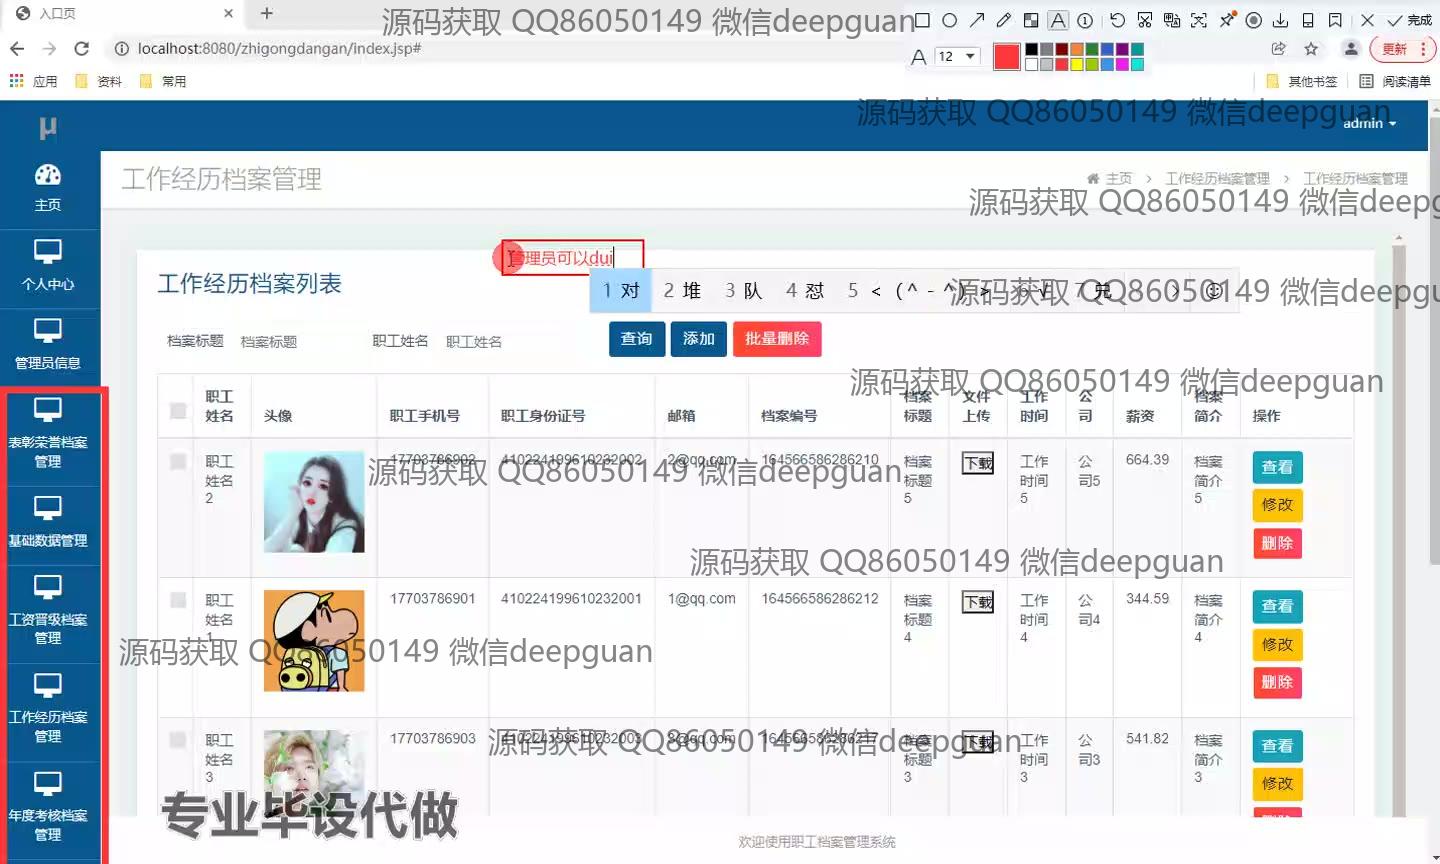 入口页
源码获取 QQ86050149 微信deepguan
完成
localhost:8080/zhigongdangan/index.jsp#
A 12
更新
应用 资料 常用
其他书签 阅读清单
源码获取 QQ86050149 微信deepguan
admin
μ
工作经历档案管理
主页 > 工作经历档案管理 > 工作经历档案管理
源码获取 QQ86050149 微信deepg
主页
个人中心
管理员信息
表彰荣誉档案
管理
基础数据管理
工资晋级档案
管理
工作经历档案
管理
年度考核档案
管理
管理员可以dui
1 对 2 堆 3 队 4 怼 5 <(^-^)> 6 √ 7 兑
源码获取 QQ86050149 微信deepgu
工作经历档案列表
档案标题 档案标题 职工姓名 职工姓名 查询 添加 批量删除
源码获取 QQ86050149 微信deepguan
职工
姓名
头像
职工手机号
职工身份证号
邮箱
档案编号
档案
标题
文件
上传
工作
时间
公
司
薪资
档案
简介
操作
职工
姓名
2
17703786902
410224199610232002
2@qq.com
164566586286210
档案
标题
5
下载
工作
时间
5
公
司5
664.39
档案
简介
5
查看
修改
删除
源码获取 QQ86050149 微信deepguan
源码获取 QQ86050149 微信deepguan
职工
姓名
1
17703786901
410224199610232001
1@qq.com
164566586286212
档案
标题
4
下载
工作
时间
4
公
司4
344.59
档案
简介
4
查看
修改
删除
源码获取 QQ86050149 微信deepguan
职工
姓名
3
17703786903
410224199610232003
3@qq.com
档案
标题
3
下载
工作
时间
3
公
司3
541.82
档案
简介
3
查看
修改
源码获取 QQ86050149 微信deepguan
专业毕设代做
欢迎使用职工档案管理系统